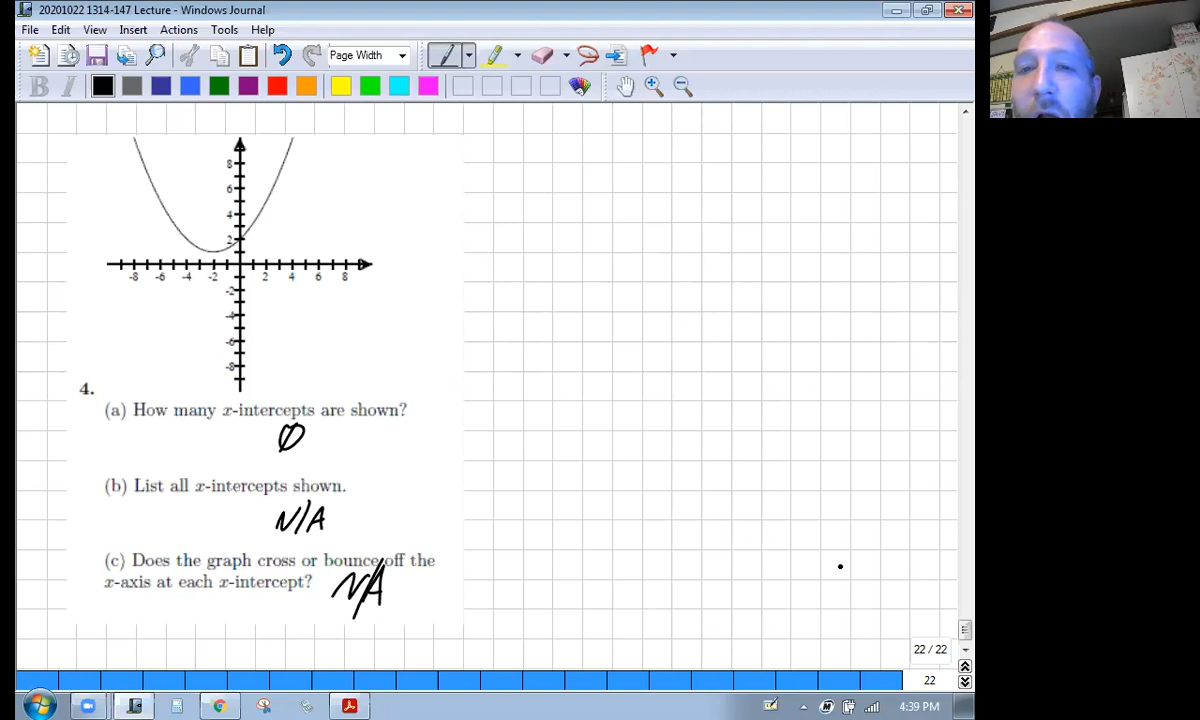 20201022 1314-147 Lecture - Windows Journal
File Edit View Insert Actions Tools Help
Page Width
B I
8
6
4
2
-8 -6 -4 -2 2 4 6 8
-2
-4
-6
-8
4.
(a) How many x-intercepts are shown?
0
(b) List all x-intercepts shown.
N/A
(c) Does the graph cross or bounce off the
x-axis at each x-intercept?
N/A
22 / 22
22
4:39 PM